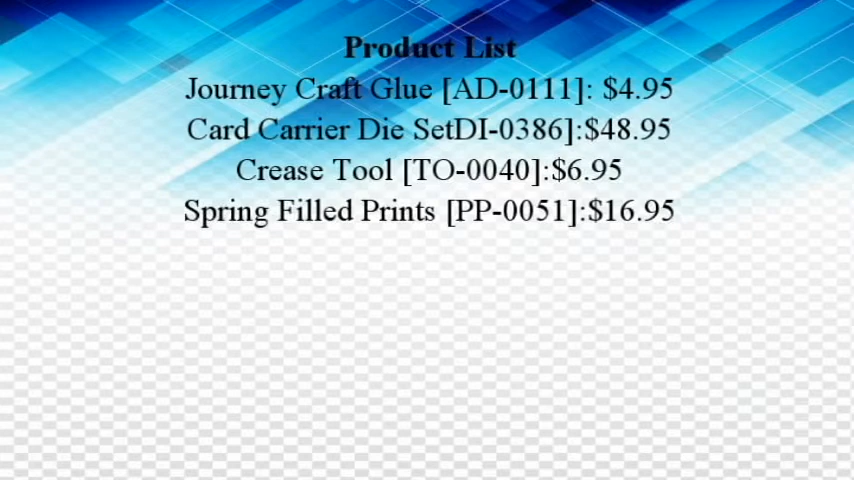 Product List
Journey Craft Glue [AD-0111]: $4.95
Card Carrier Die SetDI-0386]:$48.95
Crease Tool [TO-0040]:$6.95
Spring Filled Prints [PP-0051]:$16.95